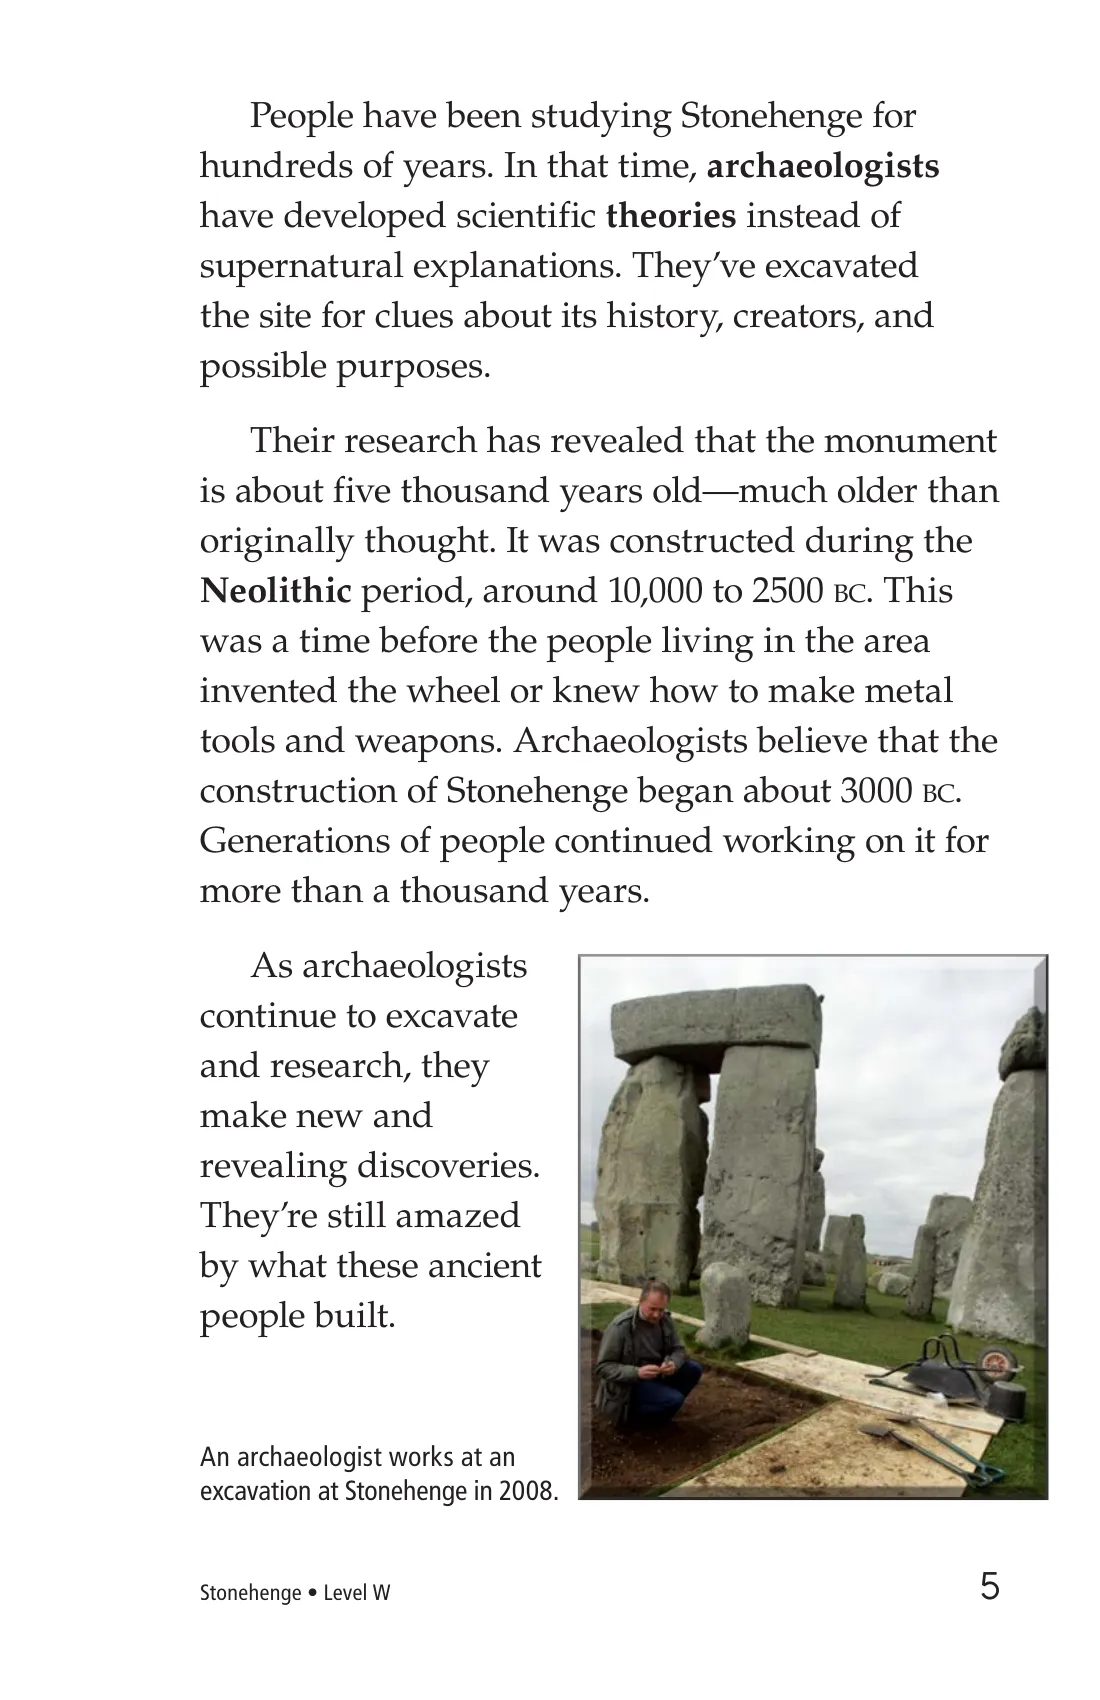 People have been studying Stonehenge for
hundreds of years. In that time, archaeologists
have developed scientific theories instead of
supernatural explanations. They’ve excavated
the site for clues about its history, creators, and
possible purposes.
Their research has revealed that the monument
is about five thousand years old—much older than
originally thought. It was constructed during the
Neolithic period, around 10,000 to 2500 BC. This
was a time before the people living in the area
invented the wheel or knew how to make metal
tools and weapons. Archaeologists believe that the
construction of Stonehenge began about 3000 BC.
Generations of people continued working on it for
more than a thousand years.
As archaeologists
continue to excavate
and research, they
make new and
revealing discoveries.
They’re still amazed
by what these ancient
people built.
An archaeologist works at an
excavation at Stonehenge in 2008.
Stonehenge • Level W
5